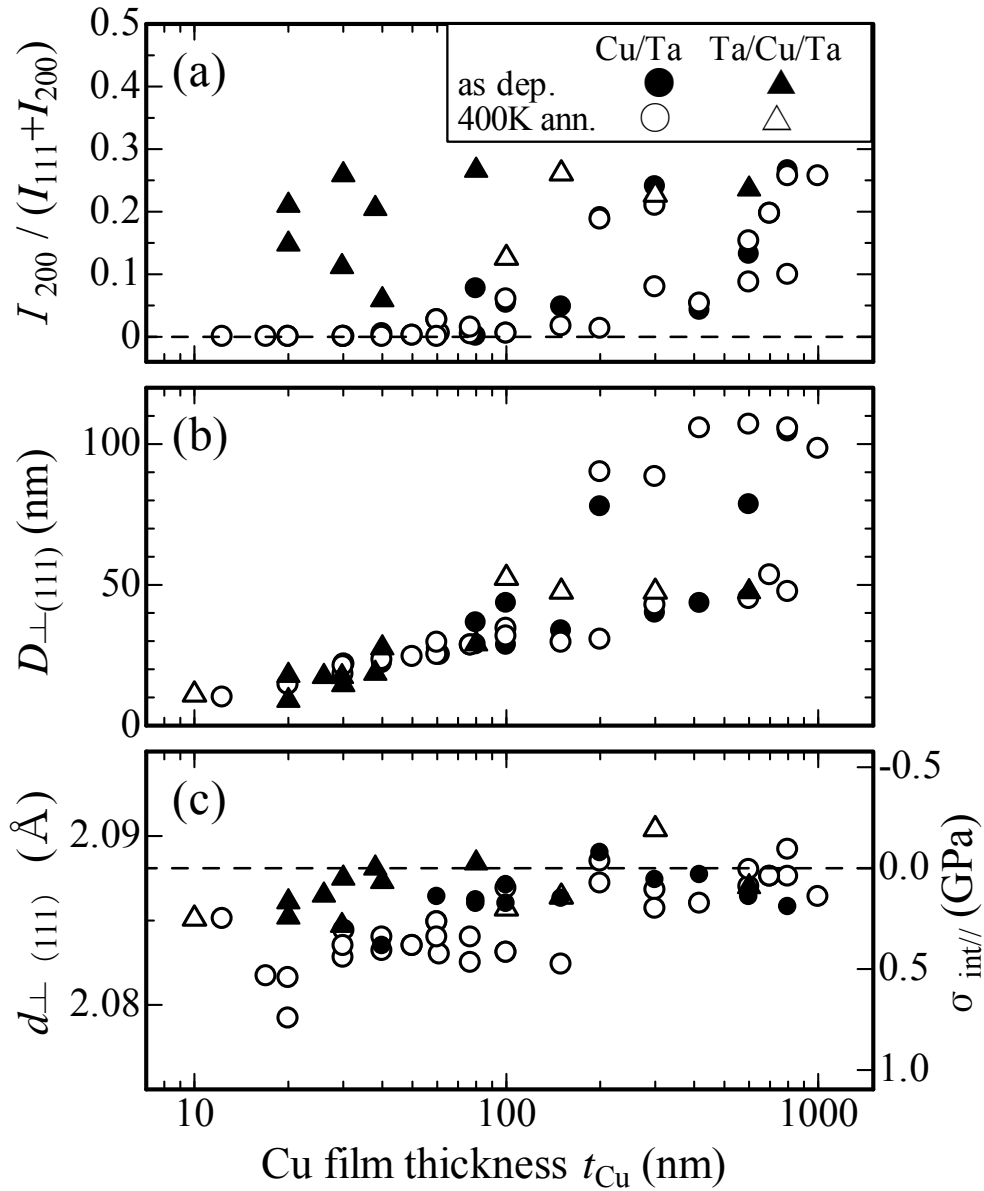 (a)
Cu/Ta Ta/Cu/Ta
as dep.
400K ann.
I 200 / (I111+I200)
0.5
0.4
0.3
0.2
0.1
0
(b)
D⊥(111) (nm)
100
50
0
(c)
d⊥ (111) (Å)
2.09
2.08
-0.5
0.0
0.5
1.0
σ int// (GPa)
10 100 1000
Cu film thickness tCu (nm)